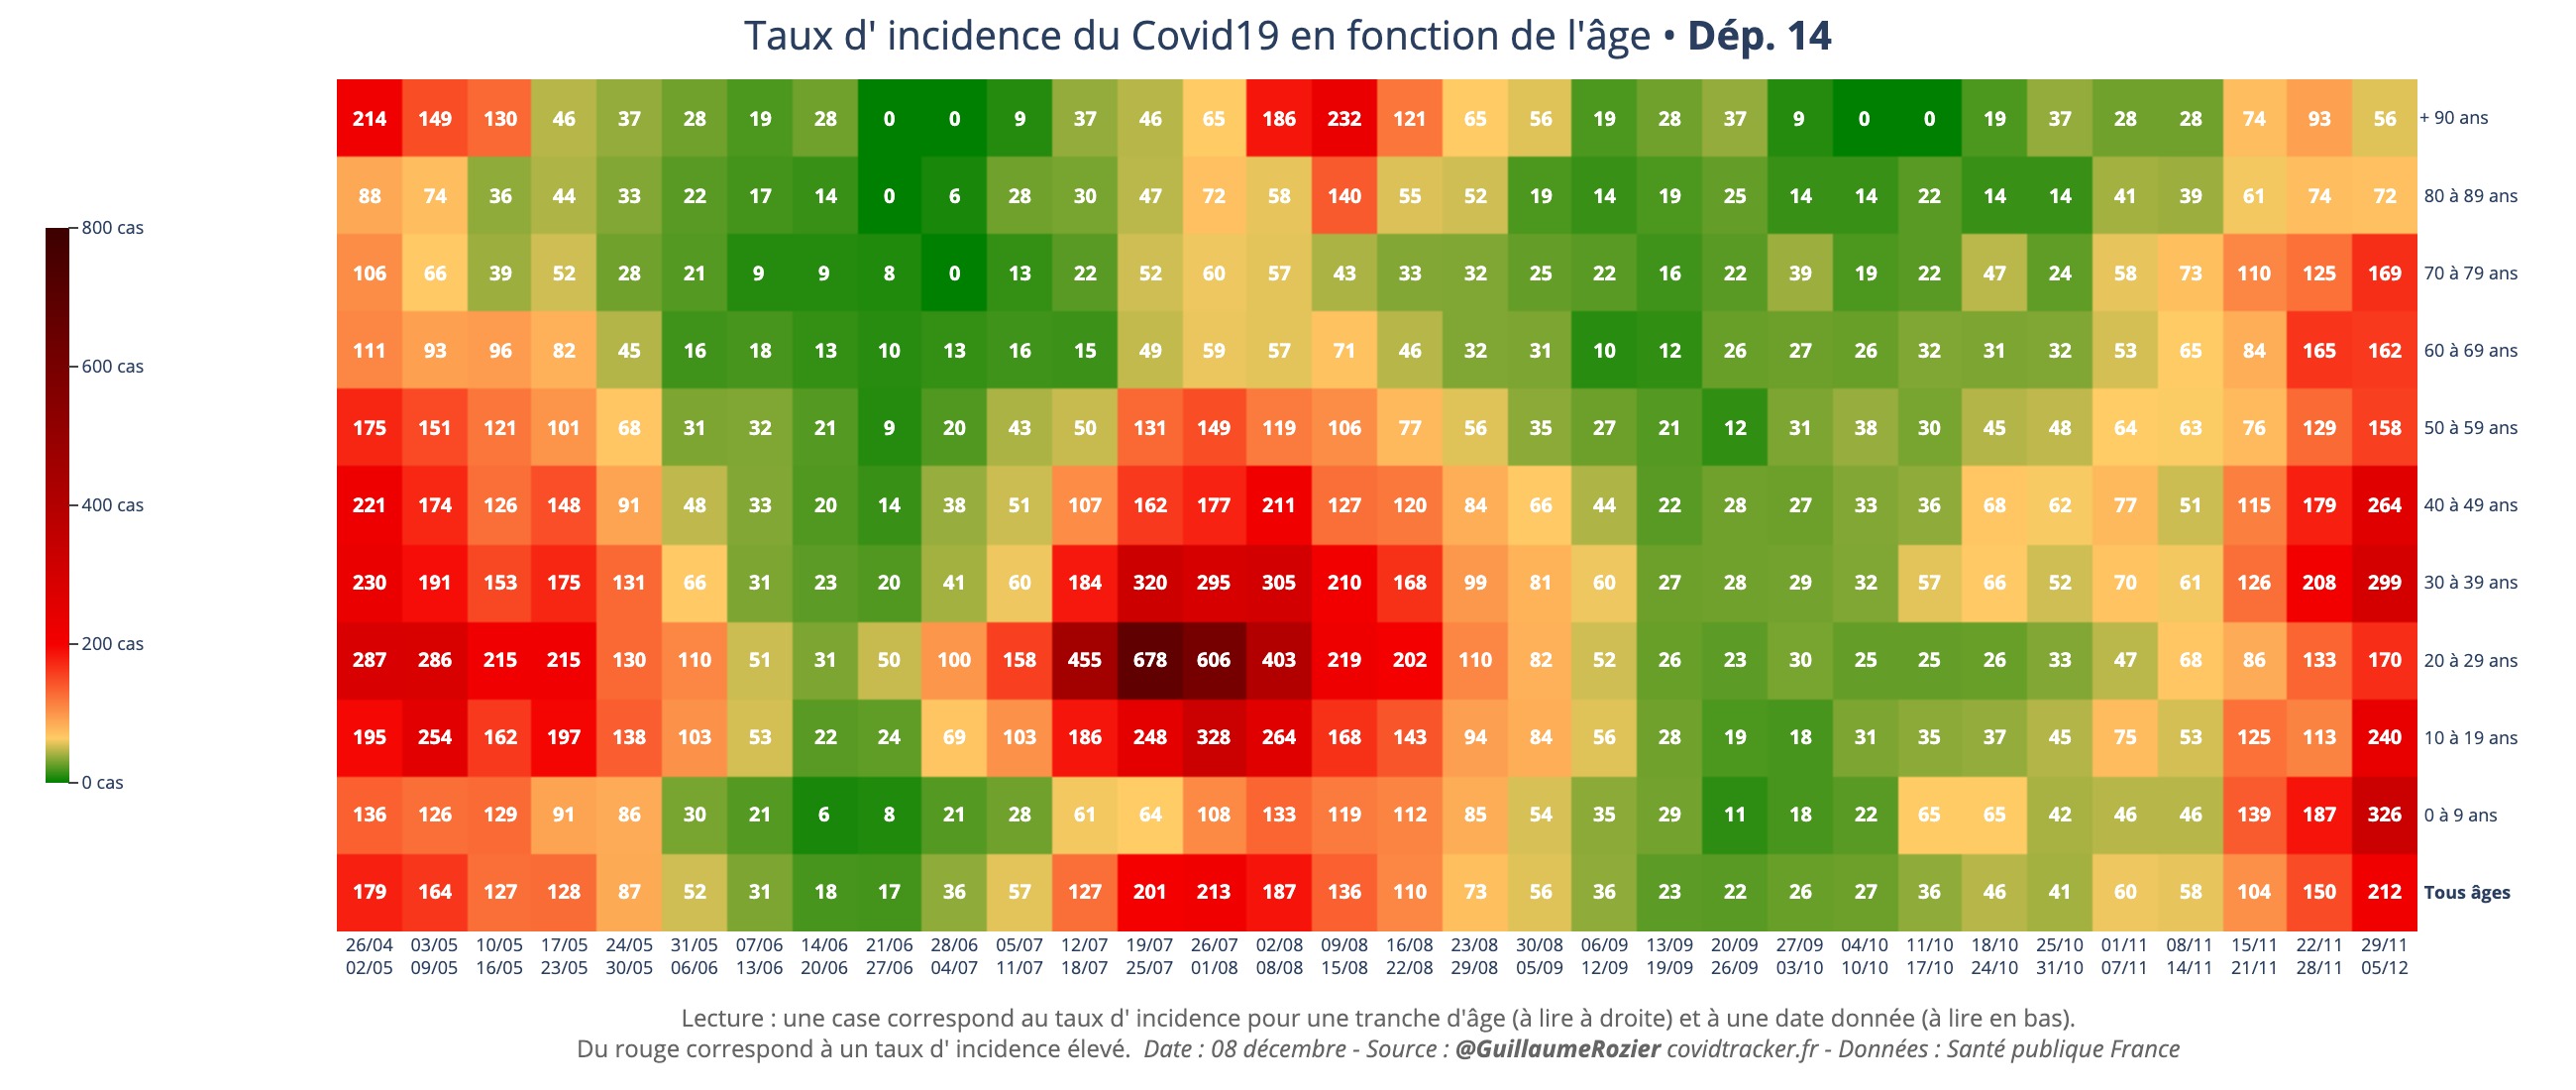 Taux d' incidence du Covid19 en fonction de l'âge • Dép. 14
800 cas
600 cas
400 cas
200 cas
0 cas
214 149 130 46 37 28 19 28 0 0 9 37 46 65 186 232 121 65 56 19 28 37 9 0 0 19 37 28 28 74 93 56 + 90 ans
88 74 36 44 33 22 17 14 0 6 28 30 47 72 58 140 55 52 19 14 19 25 14 14 22 14 14 41 39 61 74 72 80 à 89 ans
106 66 39 52 28 21 9 9 8 0 13 22 52 60 57 43 33 32 25 22 16 22 39 19 22 47 24 58 73 110 125 169 70 à 79 ans
111 93 96 82 45 16 18 13 10 13 16 15 49 59 57 71 46 32 31 10 12 26 27 26 32 31 32 53 65 84 165 162 60 à 69 ans
175 151 121 101 68 31 32 21 9 20 43 50 131 149 119 106 77 56 35 27 21 12 31 38 30 45 48 64 63 76 129 158 50 à 59 ans
221 174 126 148 91 48 33 20 14 38 51 107 162 177 211 127 120 84 66 44 22 28 27 33 36 68 62 77 51 115 179 264 40 à 49 ans
230 191 153 175 131 66 31 23 20 41 60 184 320 295 305 210 168 99 81 60 27 28 29 32 57 66 52 70 61 126 208 299 30 à 39 ans
287 286 215 215 130 110 51 31 50 100 158 455 678 606 403 219 202 110 82 52 26 23 30 25 25 26 33 47 68 86 133 170 20 à 29 ans
195 254 162 197 138 103 53 22 24 69 103 186 248 328 264 168 143 94 84 56 28 19 18 31 35 37 45 75 53 125 113 240 10 à 19 ans
136 126 129 91 86 30 21 6 8 21 28 61 64 108 133 119 112 85 54 35 29 11 18 22 65 65 42 46 46 139 187 326 0 à 9 ans
179 164 127 128 87 52 31 18 17 36 57 127 201 213 187 136 110 73 56 36 23 22 26 27 36 46 41 60 58 104 150 212 Tous âges
26/04 03/05 10/05 17/05 24/05 31/05 07/06 14/06 21/06 28/06 05/07 12/07 19/07 26/07 02/08 09/08 16/08 23/08 30/08 06/09 13/09 20/09 27/09 04/10 11/10 18/10 25/10 01/11 08/11 15/11 22/11 29/11
02/05 09/05 16/05 23/05 30/05 06/06 13/06 20/06 27/06 04/07 11/07 18/07 25/07 01/08 08/08 15/08 22/08 29/08 05/09 12/09 19/09 26/09 03/10 10/10 17/10 24/10 31/10 07/11 14/11 21/11 28/11 05/12
Lecture : une case correspond au taux d' incidence pour une tranche d'âge (à lire à droite) et à une date donnée (à lire en bas).
Du rouge correspond à un taux d' incidence élevé. Date : 08 décembre - Source : @GuillaumeRozier covidtracker.fr - Données : Santé publique France